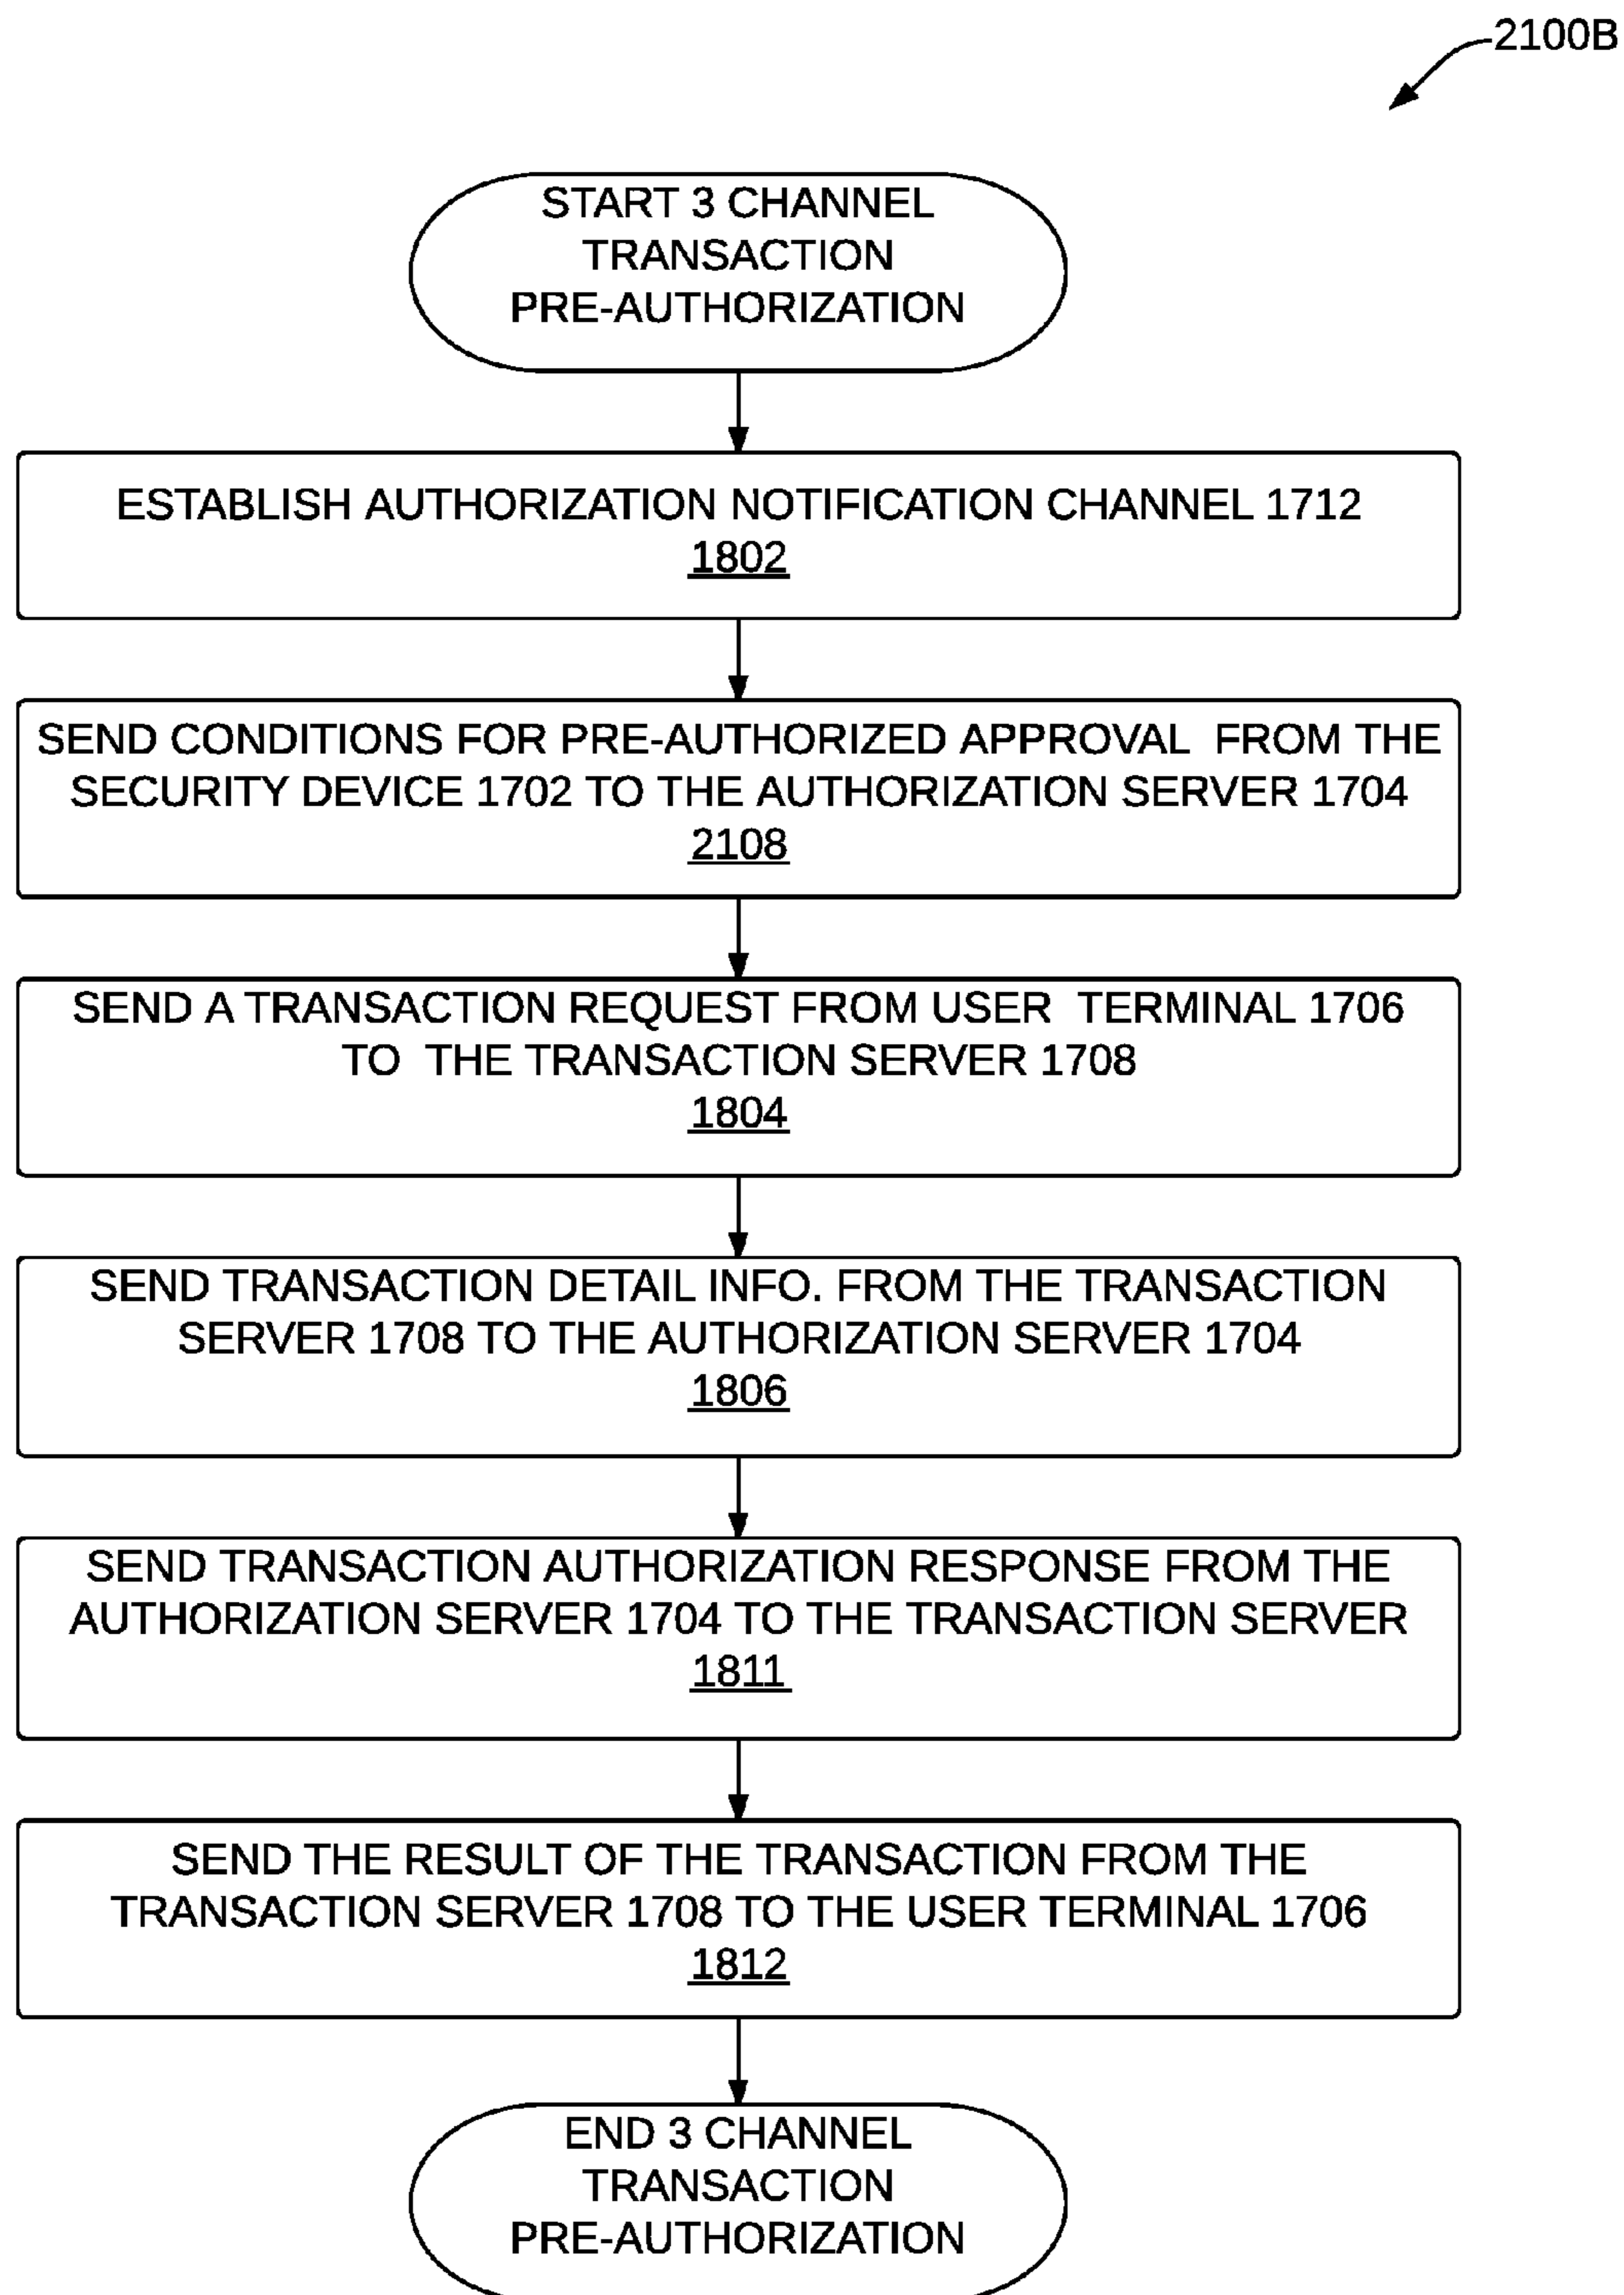 2100B
START 3 CHANNEL
TRANSACTION
PRE-AUTHORIZATION
ESTABLISH AUTHORIZATION NOTIFICATION CHANNEL 1712
1802
SEND CONDITIONS FOR PRE-AUTHORIZED APPROVAL FROM THE
SECURITY DEVICE 1702 TO THE AUTHORIZATION SERVER 1704
2108
SEND A TRANSACTION REQUEST FROM USER TERMINAL 1706
TO THE TRANSACTION SERVER 1708
1804
SEND TRANSACTION DETAIL INFO. FROM THE TRANSACTION
SERVER 1708 TO THE AUTHORIZATION SERVER 1704
1806
SEND TRANSACTION AUTHORIZATION RESPONSE FROM THE
AUTHORIZATION SERVER 1704 TO THE TRANSACTION SERVER
1811
SEND THE RESULT OF THE TRANSACTION FROM THE
TRANSACTION SERVER 1708 TO THE USER TERMINAL 1706
1812
END 3 CHANNEL
TRANSACTION
PRE-AUTHORIZATION